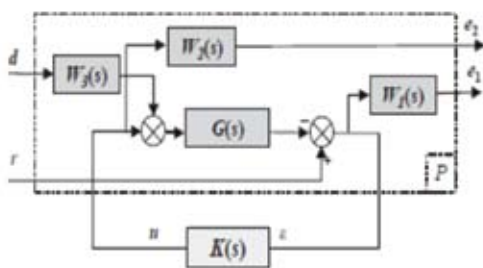 e₂
d
W₂(s)
W₃(s)
e₁
W₁(s)
G(s)
-
r
+
P
u
K(s)
ε